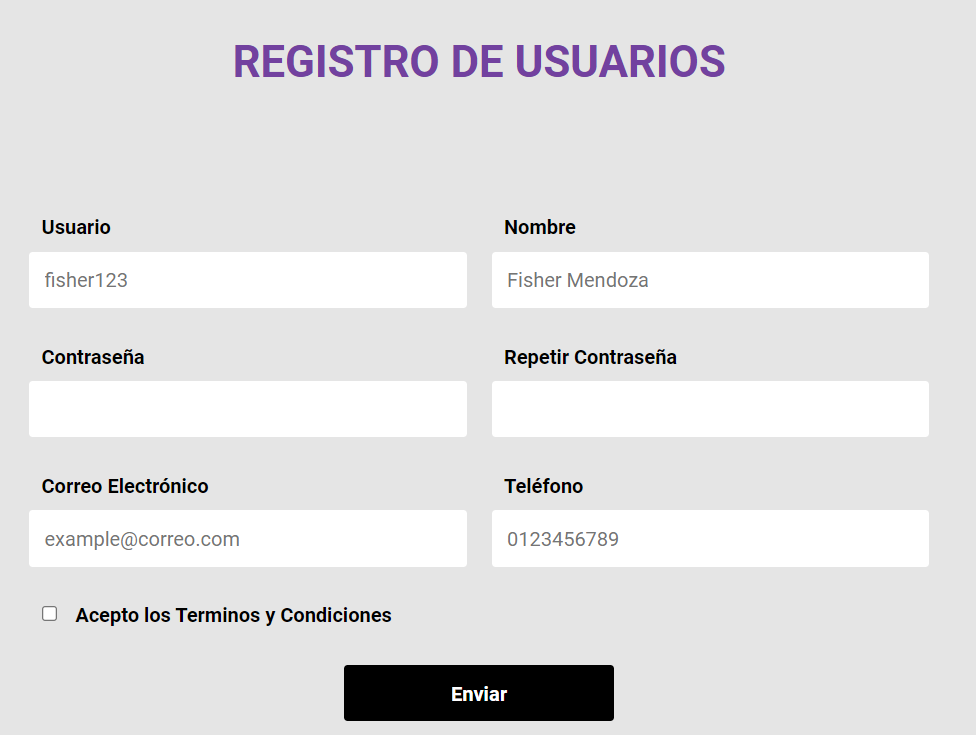 REGISTRO DE USUARIOS
Usuario
Nombre
fisher123
Fisher Mendoza
Contraseña
Repetir Contraseña
Correo Electrónico
Teléfono
example@correo.com
0123456789
Acepto los Terminos y Condiciones
Enviar